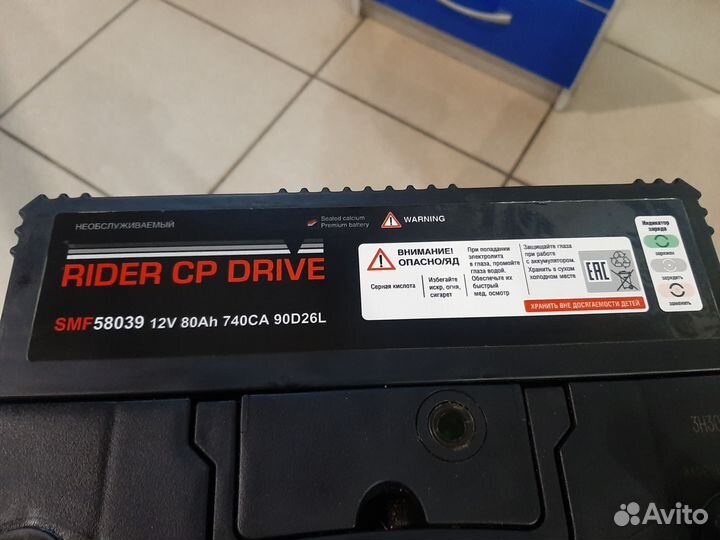 НЕОБСЛУЖИВАЕМЫЙ
Sealed calcium
Premium battery
WARNING
RIDER CP DRIVE
SMF58039 12V 80Ah 740CA 90D26L
ВНИМАНИЕ!
ОПАСНО/ЯД
Серная кислота
Избегайте
искр, огня,
сигарет
При попадании
электролита
в глаза, промойте
глаза водой.
Обеспечьте их
быстрый
мед. осмотр
Защищайте глаза
при работе
с аккумулятором.
Хранить в сухом
холодном месте
EAC
ХРАНИТЬ ВНЕ ДОСЯГАЕМОСТИ ДЕТЕЙ
Индикатор
заряда
заряжен
зарядить
заменить
Avito